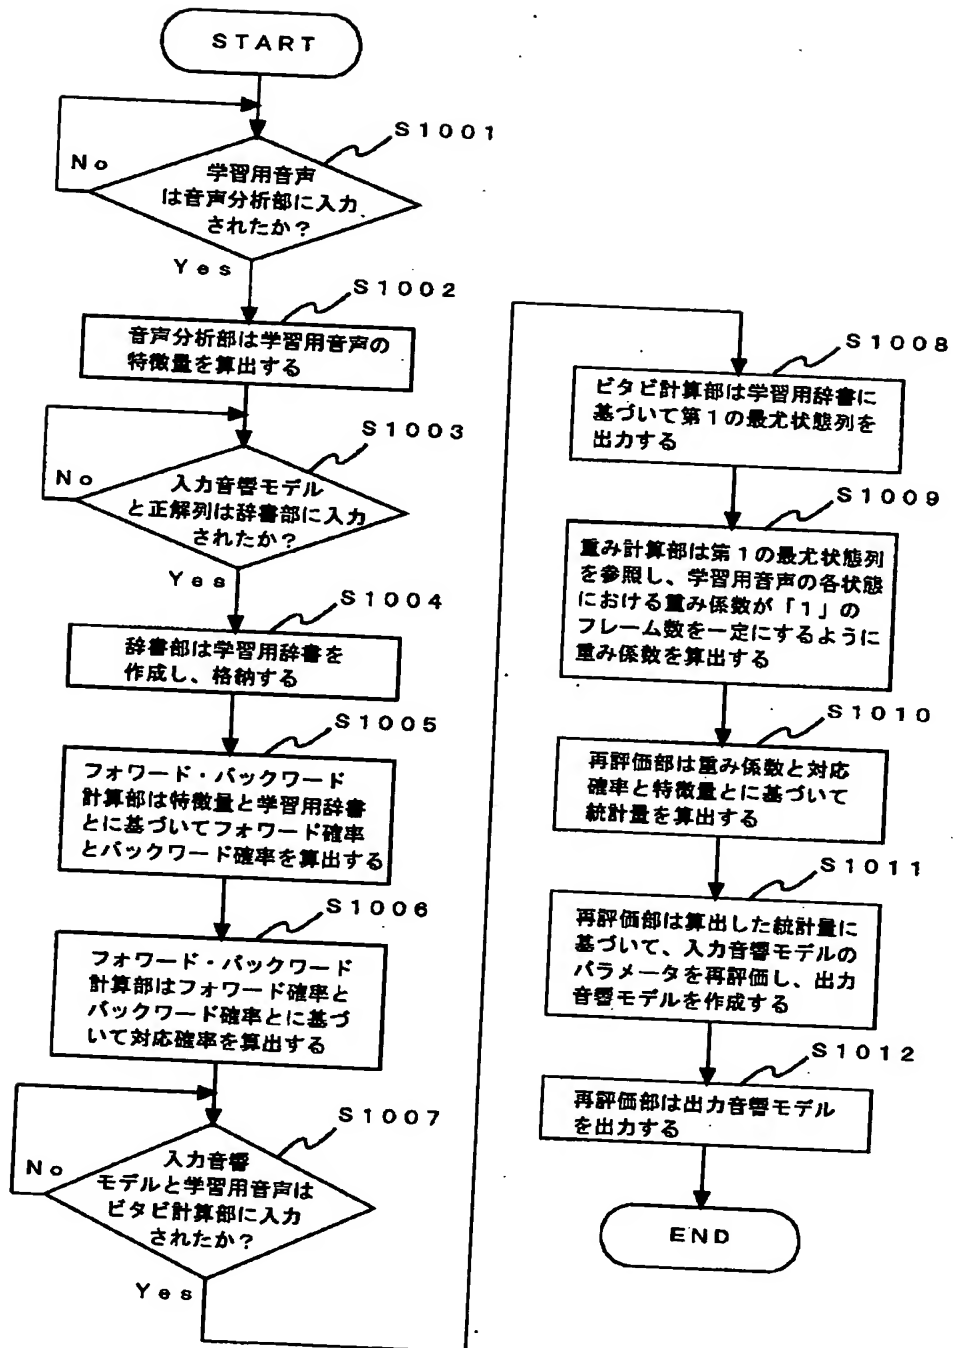 START
S1001
No
学習用音声
は音声分析部に入力
されたか？
Yes
S1002
音声分析部は学習用音声の
特徴量を算出する
S1003
No
入力音響モデル
と正解列は辞書部に入力
されたか？
Yes
S1004
辞書部は学習用辞書を
作成し、格納する
S1005
フォワード・バックワード
計算部は特徴量と学習用辞書
とに基づいてフォワード確率
とバックワード確率を算出する
S1006
フォワード・バックワード
計算部はフォワード確率と
バックワード確率とに基づ
いて対応確率を算出する
S1007
No
入力音響
モデルと学習用音声は
ビタビ計算部に入力
されたか？
Yes
S1008
ビタビ計算部は学習用辞書に
基づいて第1の最尤状態列を
出力する
S1009
重み計算部は第1の最尤状態列
を参照し、学習用音声の各状態
における重み係数が「1」の
フレーム数を一定にするように
重み係数を算出する
S1010
再評価部は重み係数と対応
確率と特徴量とに基づいて
統計量を算出する
S1011
再評価部は算出した統計量に
基づいて、入力音響モデルの
パラメータを再評価し、出力
音響モデルを作成する
S1012
再評価部は出力音響モデル
を出力する
END